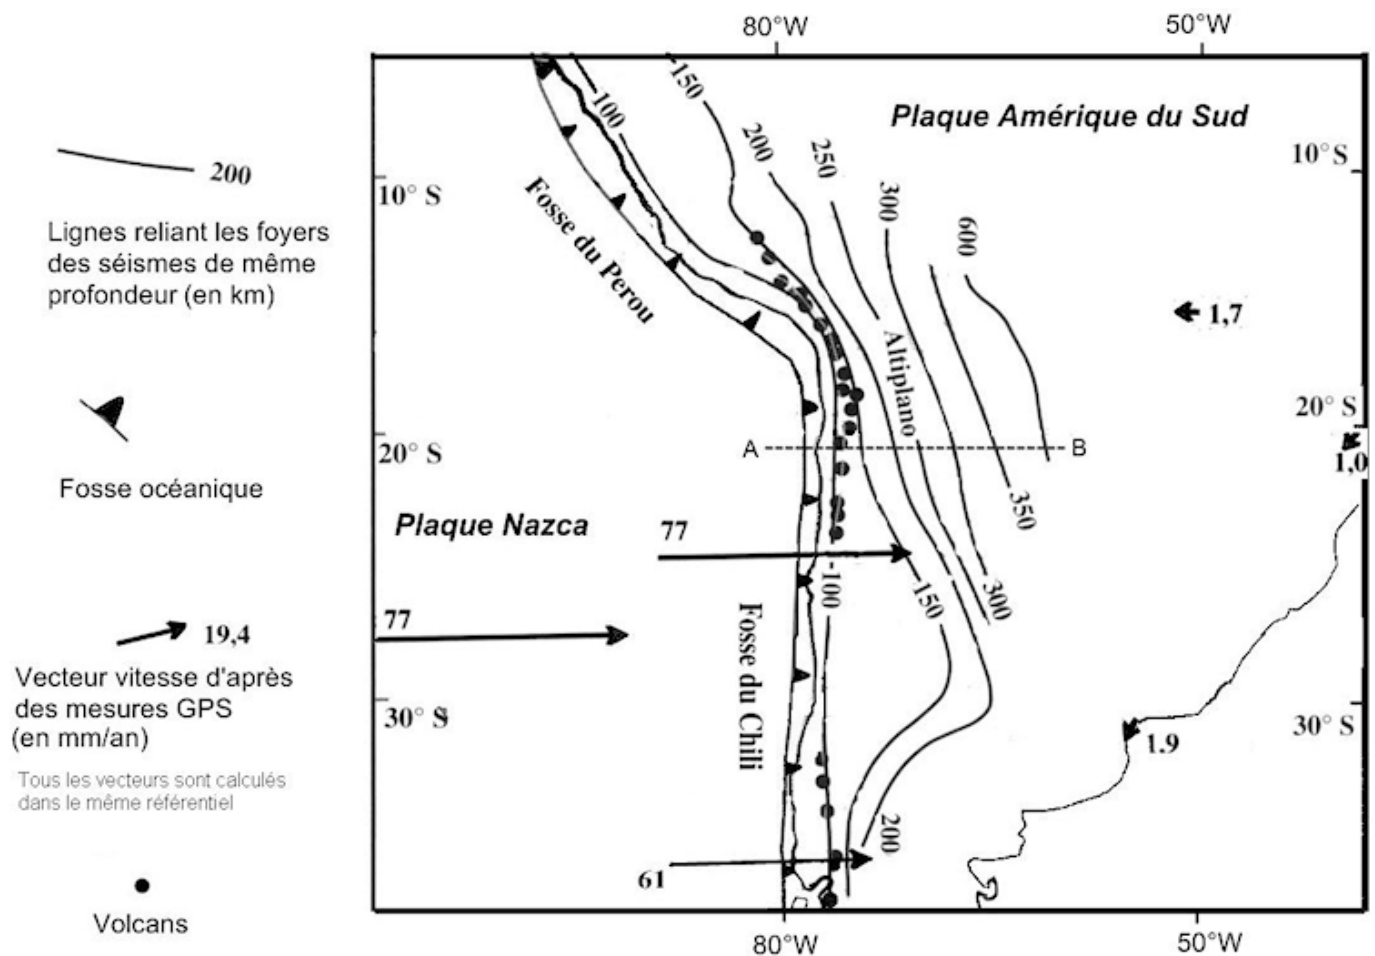 80°W
50°W
-150
100
Plaque Amérique du Sud
200
250
10° S
200
10° S
300
600
Lignes reliant les foyers
des séismes de même
profondeur (en km)
Fosse du Perou
1,7
Altiplano
20° S
20° S
A
B
1,0
Fosse océanique
350
Plaque Nazca
77
-100
150
300
77
19,4
Fosse du Chili
Vecteur vitesse d'après
des mesures GPS
(en mm/an)
30° S
30° S
1.9
Tous les vecteurs sont calculés
dans le même référentiel
200
61
Volcans
80°W
50°W